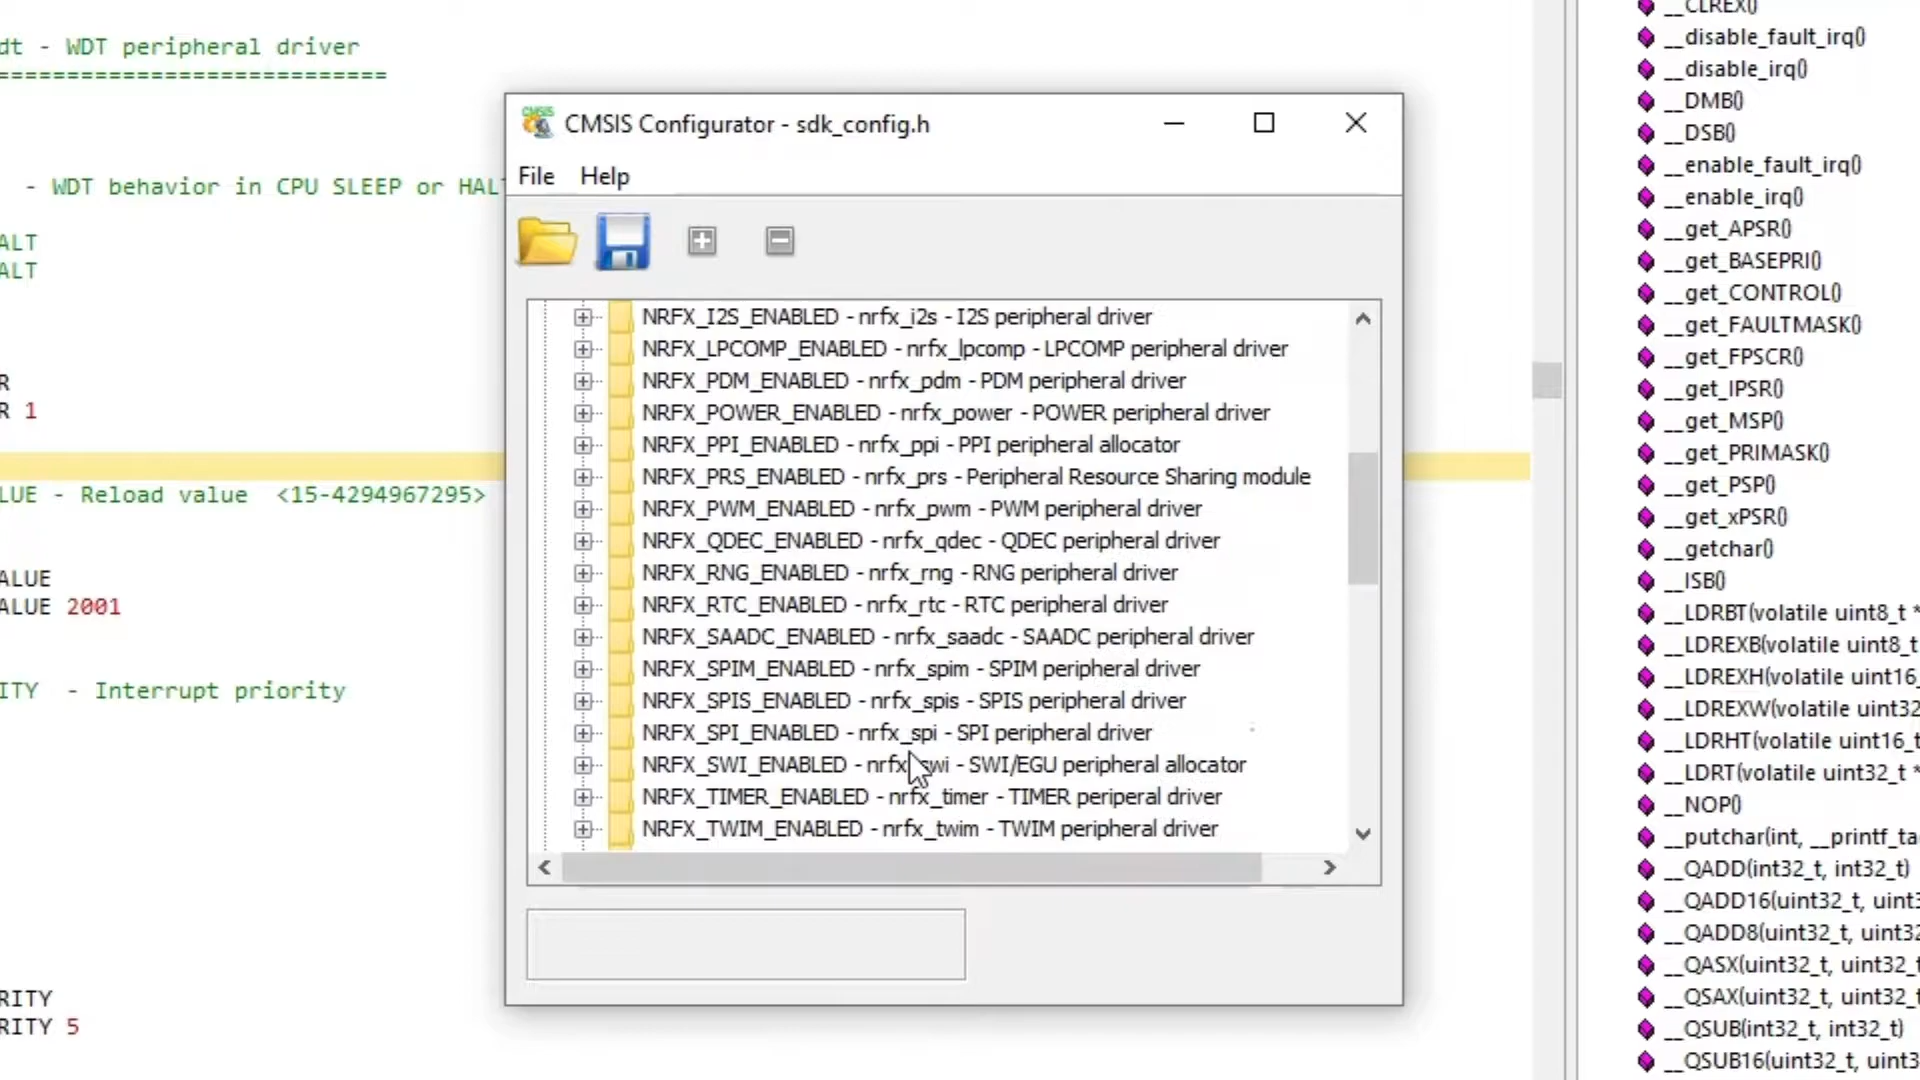 dt - WDT peripheral driver
===========================
- WDT behavior in CPU SLEEP or HAL
ALT
ALT
R
R 1
LUE - Reload value <15-4294967295>
ALUE
ALUE 2001
ITY - Interrupt priority
RITY
RITY 5
CMSIS Configurator - sdk_config.h
File Help
NRFX_I2S_ENABLED - nrfx_i2s - I2S peripheral driver
NRFX_LPCOMP_ENABLED - nrfx_lpcomp - LPCOMP peripheral driver
NRFX_PDM_ENABLED - nrfx_pdm - PDM peripheral driver
NRFX_POWER_ENABLED - nrfx_power - POWER peripheral driver
NRFX_PPI_ENABLED - nrfx_ppi - PPI peripheral allocator
NRFX_PRS_ENABLED - nrfx_prs - Peripheral Resource Sharing module
NRFX_PWM_ENABLED - nrfx_pwm - PWM peripheral driver
NRFX_QDEC_ENABLED - nrfx_qdec - QDEC peripheral driver
NRFX_RNG_ENABLED - nrfx_rng - RNG peripheral driver
NRFX_RTC_ENABLED - nrfx_rtc - RTC peripheral driver
NRFX_SAADC_ENABLED - nrfx_saadc - SAADC peripheral driver
NRFX_SPIM_ENABLED - nrfx_spim - SPIM peripheral driver
NRFX_SPIS_ENABLED - nrfx_spis - SPIS peripheral driver
NRFX_SPI_ENABLED - nrfx_spi - SPI peripheral driver
NRFX_SWI_ENABLED - nrfx_swi - SWI/EGU peripheral allocator
NRFX_TIMER_ENABLED - nrfx_timer - TIMER periperal driver
NRFX_TWIM_ENABLED - nrfx_twim - TWIM peripheral driver
__CLREX()
__disable_fault_irq()
__disable_irq()
__DMB()
__DSB()
__enable_fault_irq()
__enable_irq()
__get_APSR()
__get_BASEPRI()
__get_CONTROL()
__get_FAULTMASK()
__get_FPSCR()
__get_IPSR()
__get_MSP()
__get_PRIMASK()
__get_PSP()
__get_xPSR()
__getchar()
__ISB()
__LDRBT(volatile uint8_t *
__LDREXB(volatile uint8_t
__LDREXH(volatile uint16_
__LDREXW(volatile uint32
__LDRHT(volatile uint16_t
__LDRT(volatile uint32_t *
__NOP()
__putchar(int, __printf_ta
__QADD(int32_t, int32_t)
__QADD16(uint32_t, uint3
__QADD8(uint32_t, uint32
__QASX(uint32_t, uint32_t
__QSAX(uint32_t, uint32_t
__QSUB(int32_t, int32_t)
__QSUB16(uint32_t, uint3